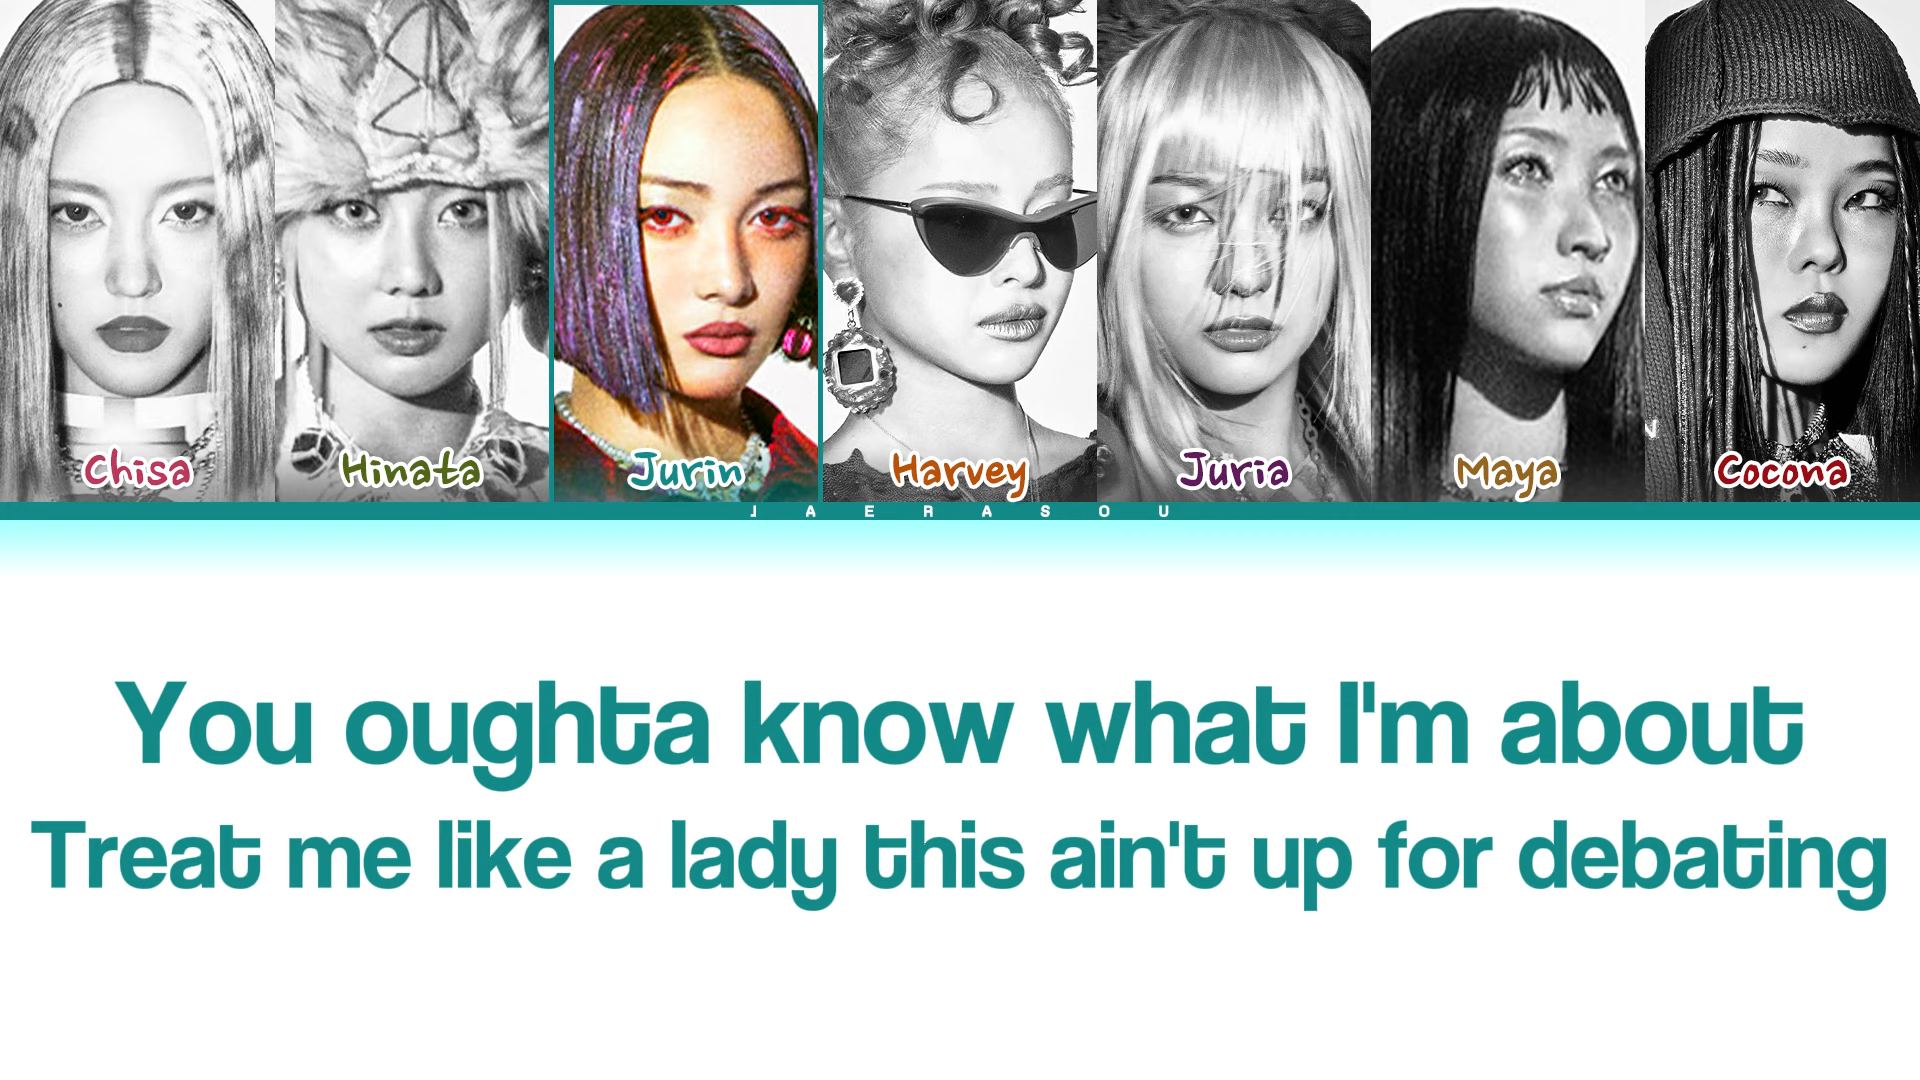 Chisa
Hinata
Jurin
Harvey
Juria
Maya
Cocona
JAERASOU
You oughta know what I'm about
Treat me like a lady this ain't up for debating